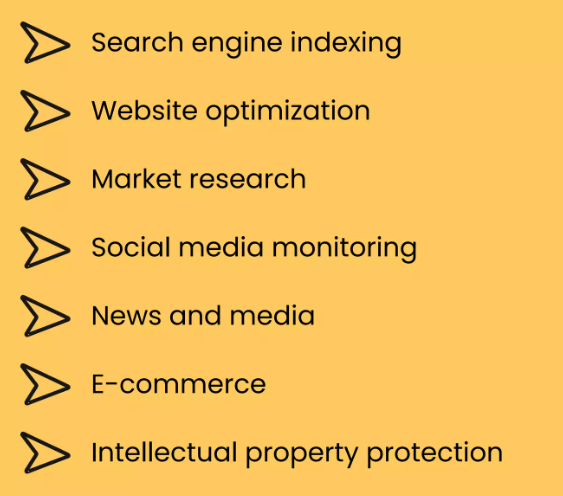 Search engine indexing
Website optimization
Market research
Social media monitoring
News and media
E-commerce
Intellectual property protection